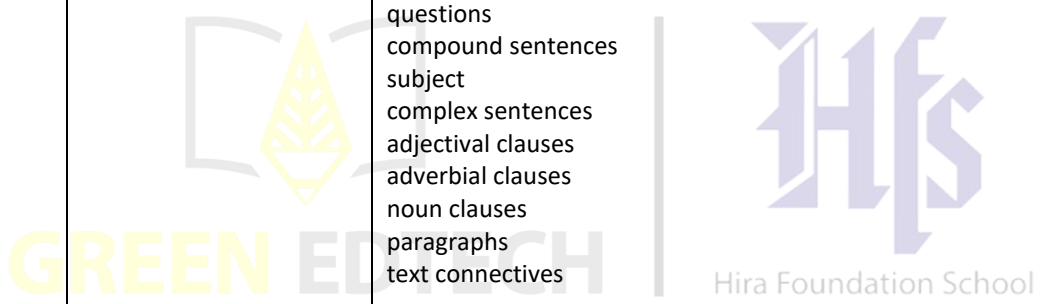 questions
compound sentences
subject
complex sentences
adjectival clauses
adverbial clauses
noun clauses
paragraphs
text connectives
GREEN EDTECH
Hfs
Hira Foundation School